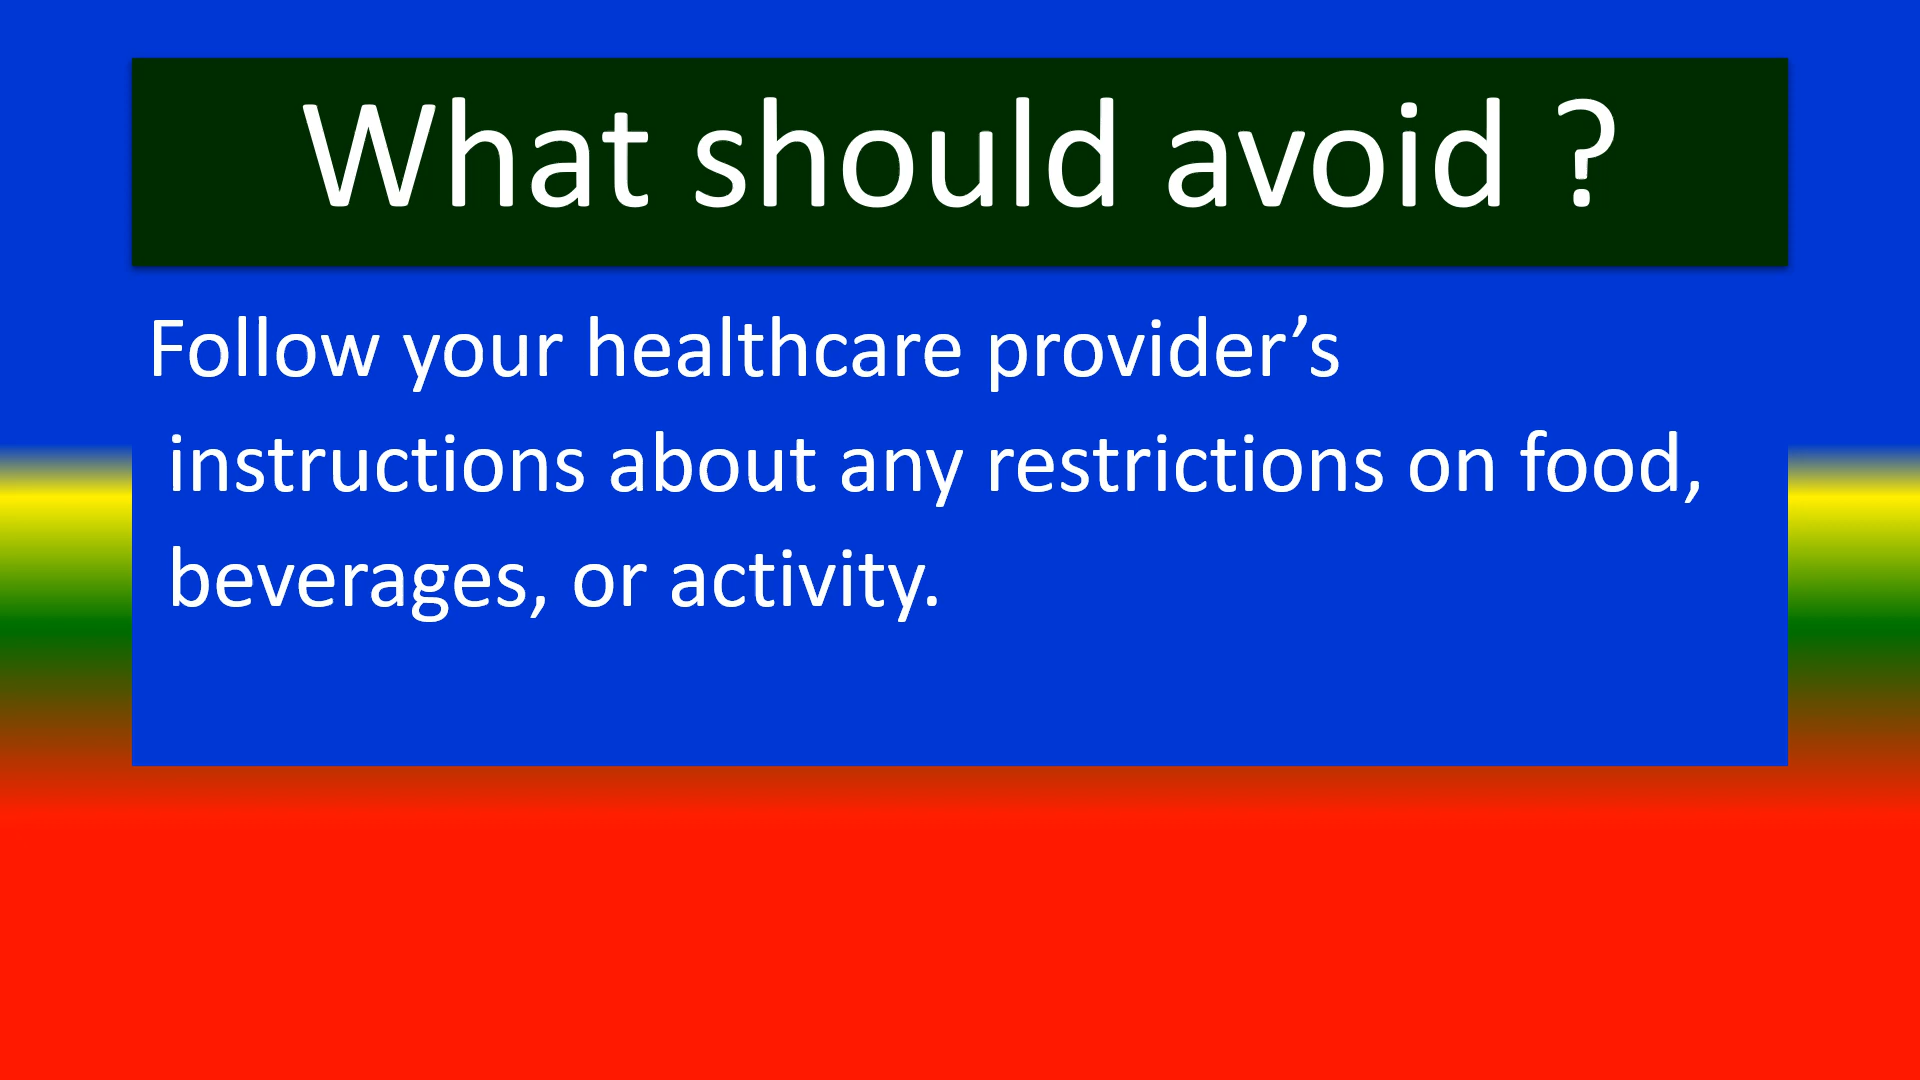 What should avoid ?
Follow your healthcare provider’s
instructions about any restrictions on food,
beverages, or activity.